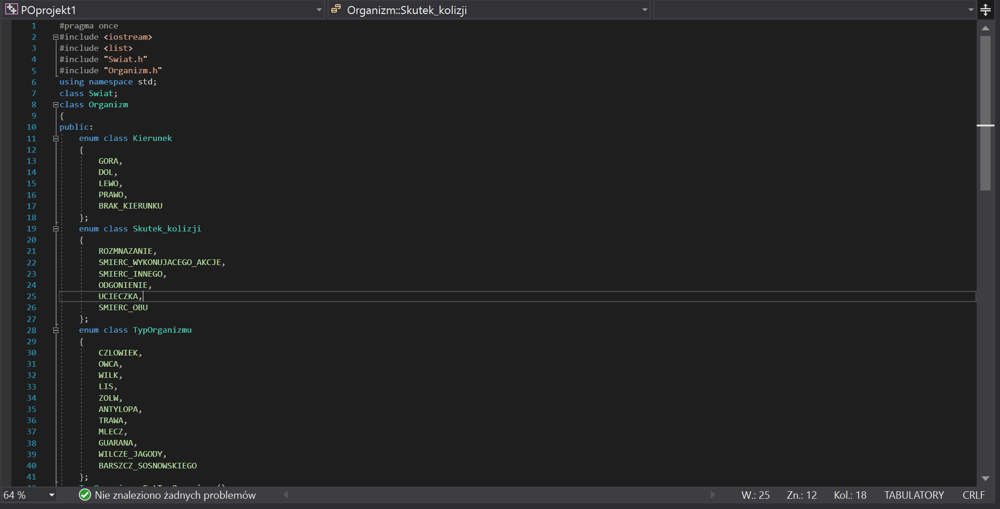 POprojekt1
Organizm::Skutek_kolizji
1 #pragma once
2 #include <iostream>
3 #include <list>
4 #include "Swiat.h"
5 #include "Organizm.h"
6 using namespace std;
7 class Swiat;
8 class Organizm
9 {
10 public:
11 enum class Kierunek
12 {
13 GORA,
14 DOL,
15 LEWO,
16 PRAWO,
17 BRAK_KIERUNKU
18 };
19 enum class Skutek_kolizji
20 {
21 ROZMNAZANIE,
22 SMIERC_WYKONUJACEGO_AKCJE,
23 SMIERC_INNEGO,
24 ODGONIENIE,
25 UCIECZKA,
26 SMIERC_OBU
27 };
28 enum class TypOrganizmu
29 {
30 CZLOWIEK,
31 OWCA,
32 WILK,
33 LIS,
34 ZOLW,
35 ANTYLOPA,
36 TRAWA,
37 MLECZ,
38 GUARANA,
39 WILCZE_JAGODY,
40 BARSZCZ_SOSNOWSKIEGO
41 };
64 % Nie znaleziono żadnych problemów W.: 25 Zn.: 12 Kol.: 18 TABULATORY CRLF